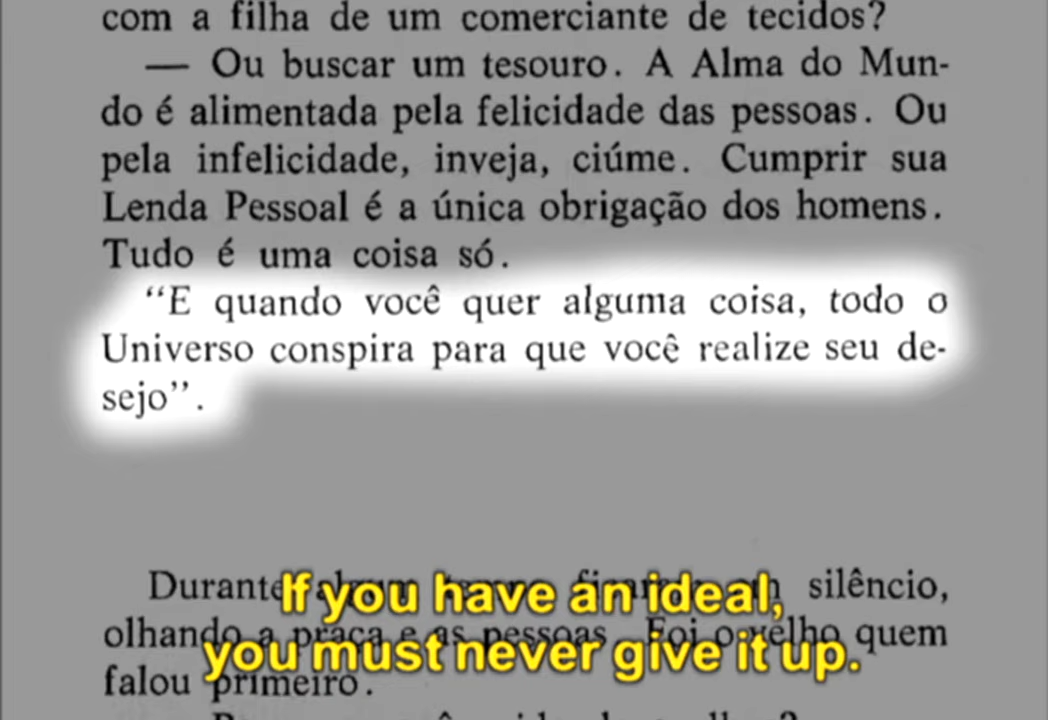 com a filha de um comerciante de tecidos?
— Ou buscar um tesouro. A Alma do Mun-
do é alimentada pela felicidade das pessoas. Ou
pela infelicidade, inveja, ciúme. Cumprir sua
Lenda Pessoal é a única obrigação dos homens.
Tudo é uma coisa só.
“E quando você quer alguma coisa, todo o
Universo conspira para que você realize seu de-
sejo”.
Durante silêncio,
If you have an ideal,
olhando a praça e as pessoas. Foi o velho quem
you must never give it up.
falou primeiro.